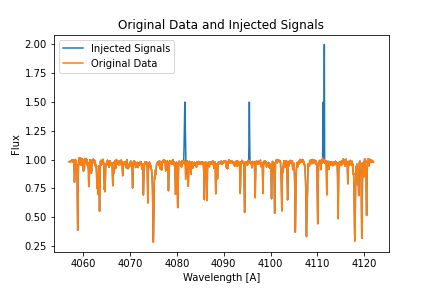 Original Data and Injected Signals
Injected Signals
Original Data
2.00
1.75
1.50
1.25
1.00
0.75
0.50
0.25
Flux
4060 4070 4080 4090 4100 4110 4120
Wavelength [A]